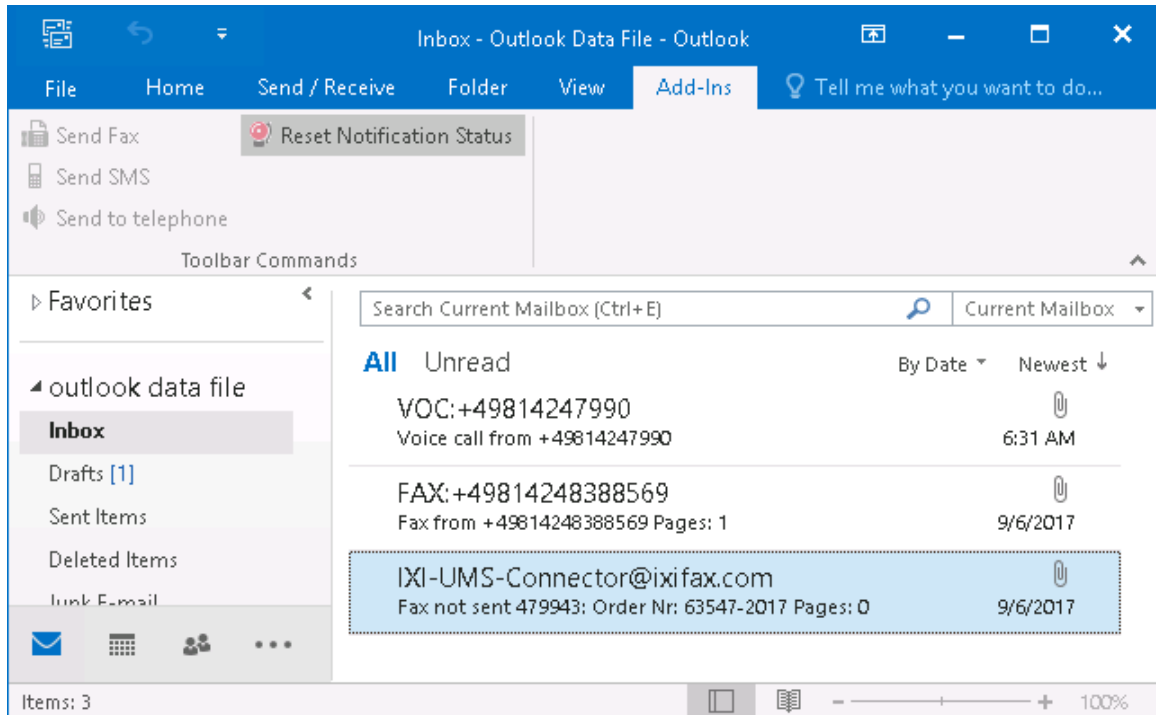 Inbox - Outlook Data File - Outlook
File Home Send / Receive Folder View Add-Ins Tell me what you want to do...
Send Fax Reset Notification Status
Send SMS
Send to telephone
Toolbar Commands
Favorites
Search Current Mailbox (Ctrl+E) Current Mailbox
All Unread By Date Newest
outlook data file
VOC:+49814247990
Inbox
Voice call from +49814247990 6:31 AM
Drafts [1]
FAX:+49814248388569
Sent Items
Fax from +49814248388569 Pages: 1 9/6/2017
Deleted Items
IXI-UMS-Connector@ixifax.com
Junk E-mail
Fax not sent 479943: Order Nr: 63547-2017 Pages: 0 9/6/2017
Items: 3 100%